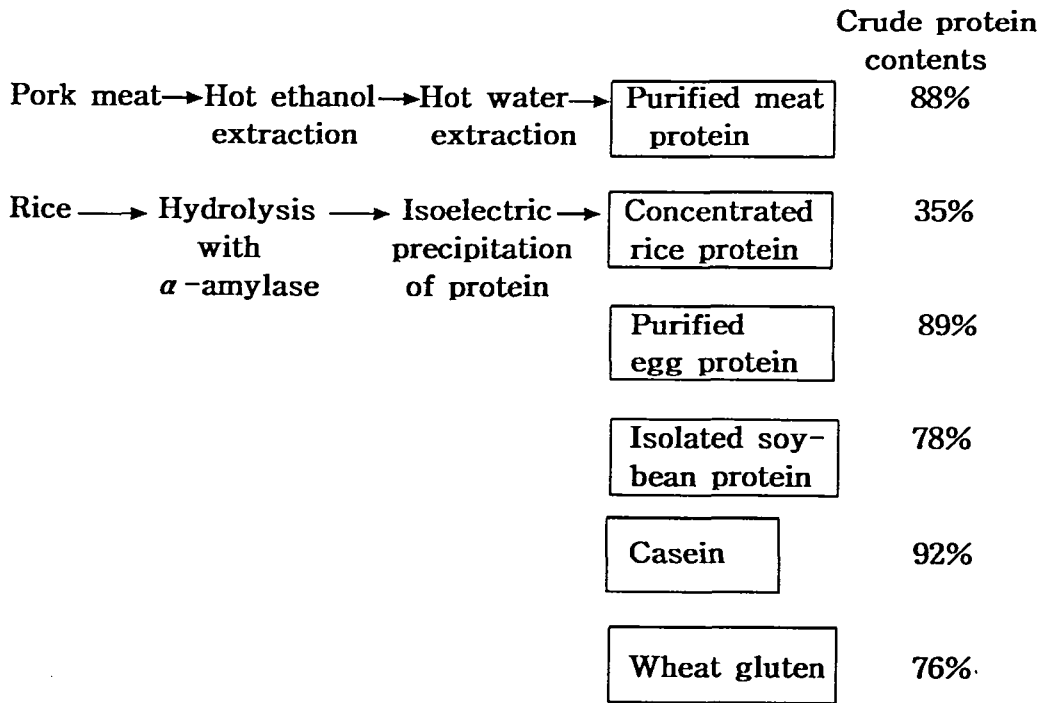 Crude protein
contents
Pork meat → Hot ethanol → Hot water → Purified meat 88%
extraction extraction protein
Rice → Hydrolysis → Isoelectric → Concentrated 35%
with precipitation rice protein
α-amylase of protein
Purified 89%
egg protein
Isolated soy- 78%
bean protein
Casein 92%
Wheat gluten 76%